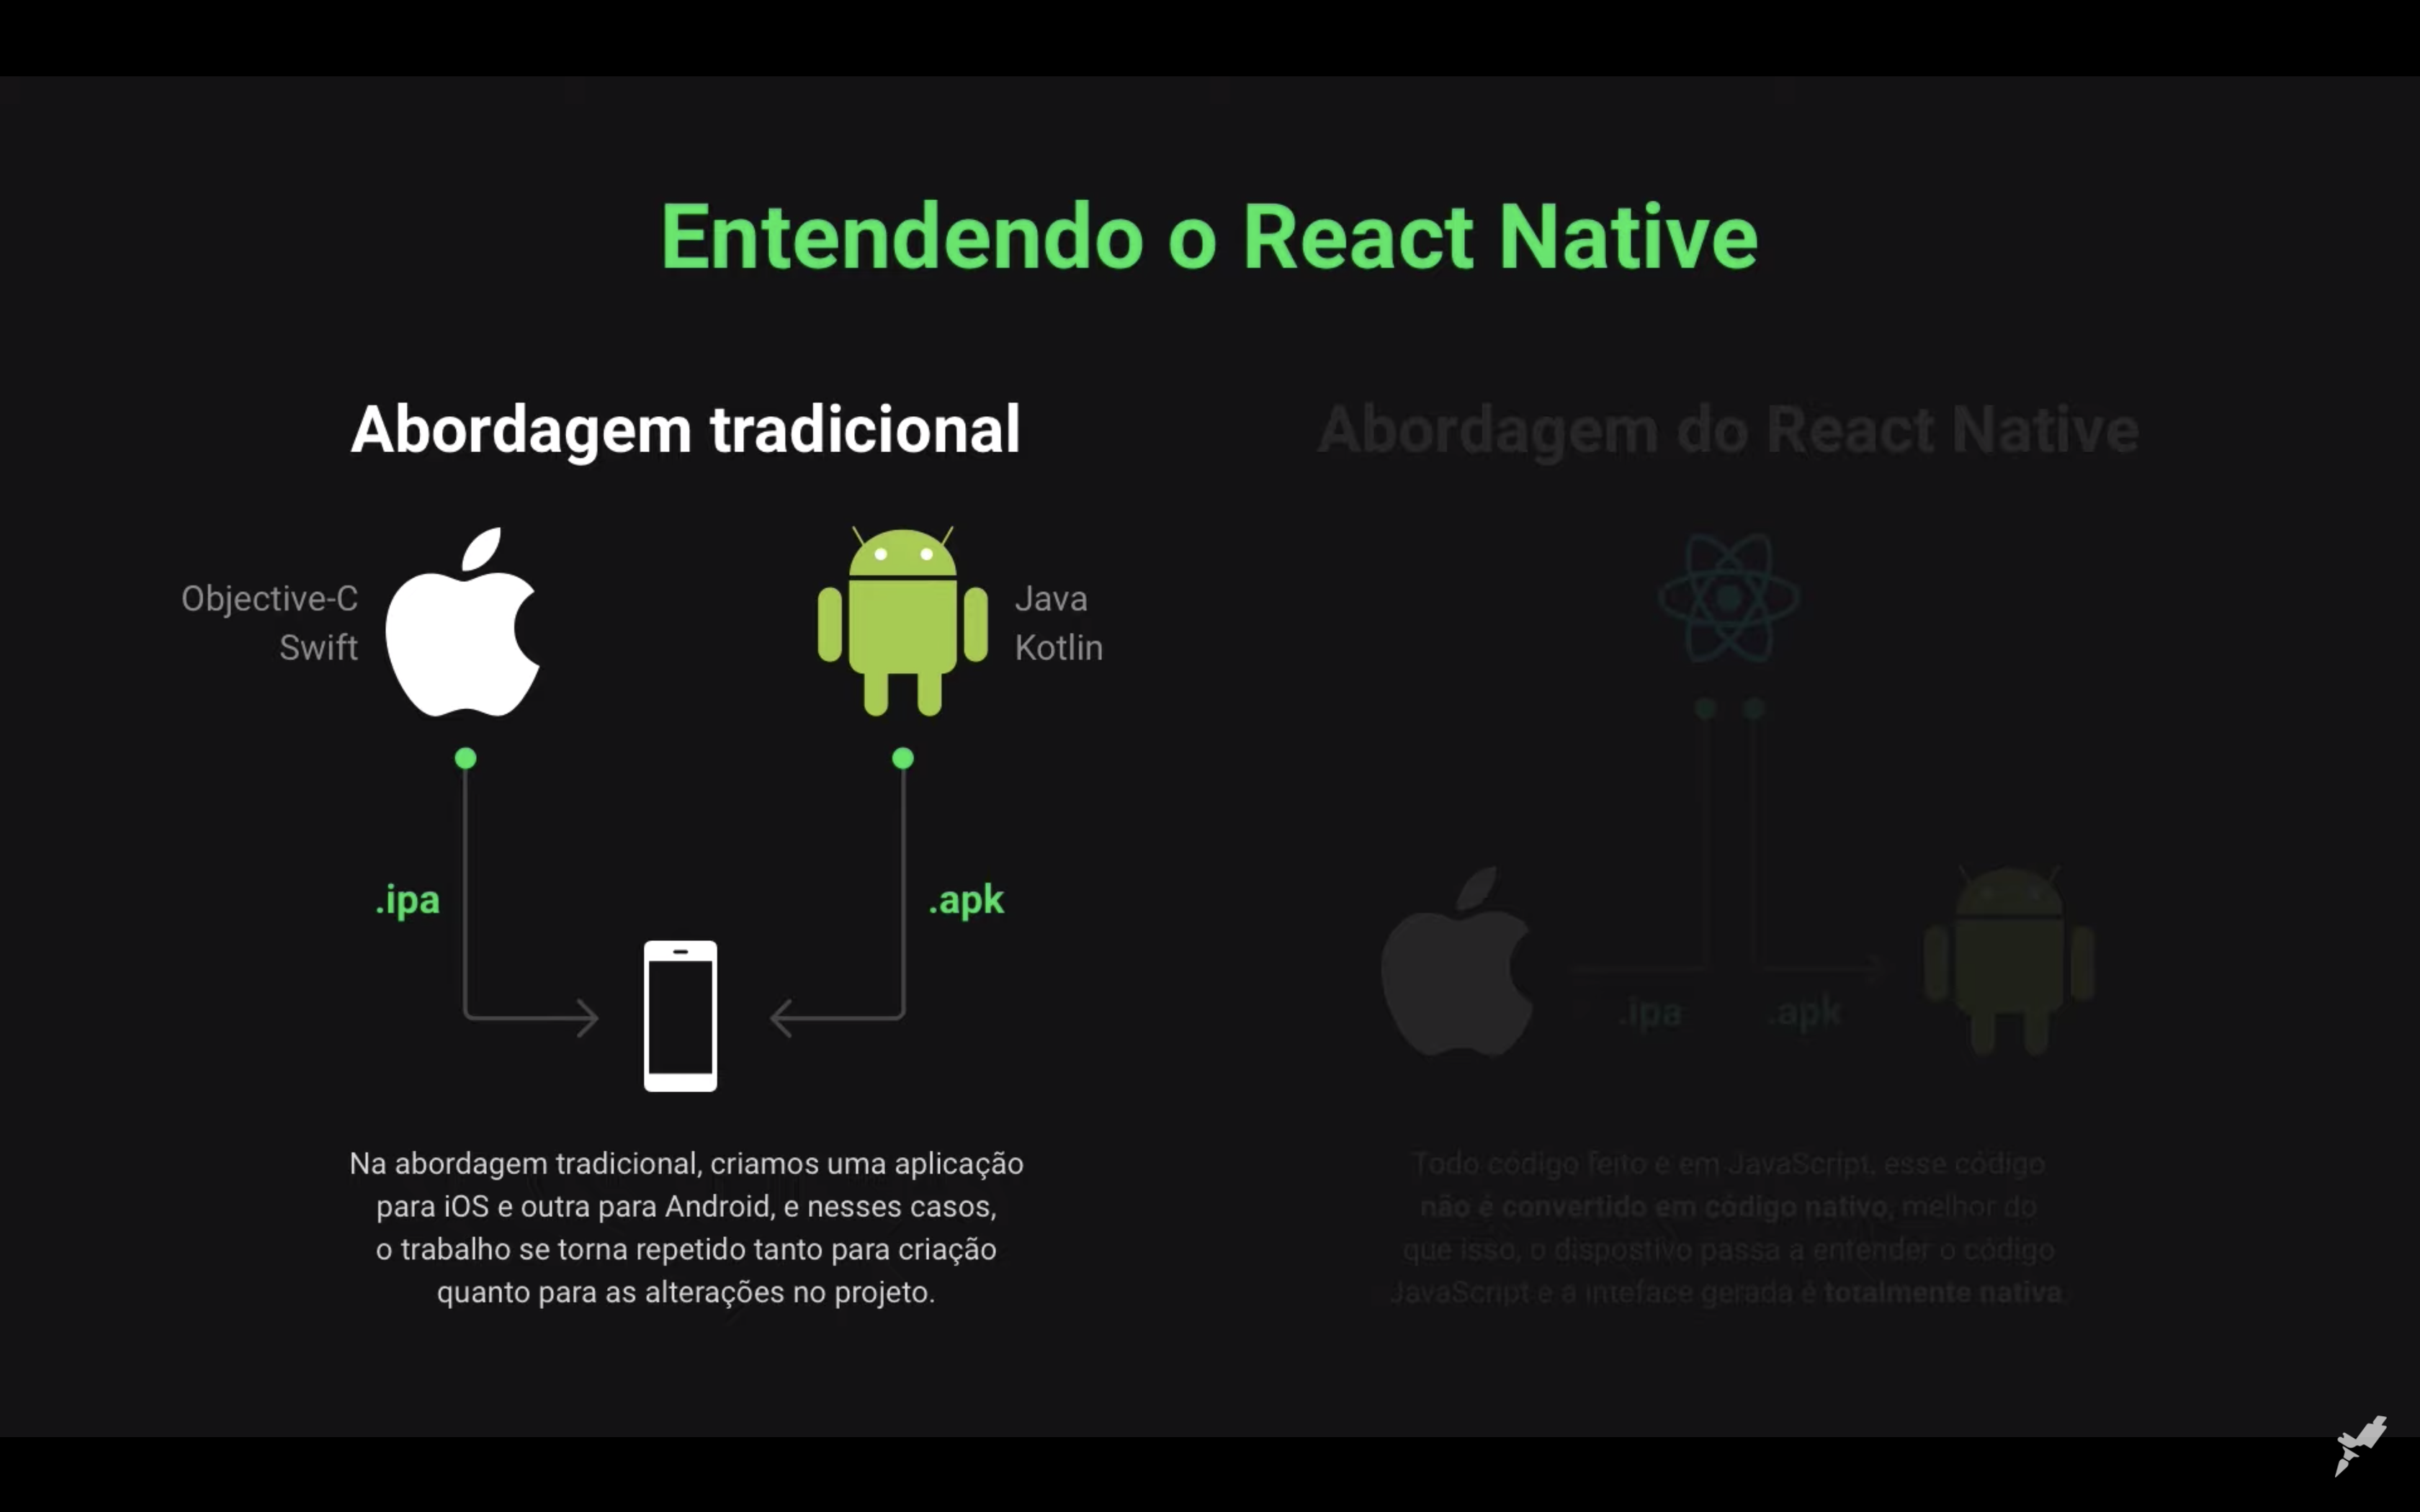 Entendendo o React Native
Abordagem tradicional
Objective-C
Swift
Java
Kotlin
.ipa
.apk
Na abordagem tradicional, criamos uma aplicação
para iOS e outra para Android, e nesses casos,
o trabalho se torna repetido tanto para criação
quanto para as alterações no projeto.
Abordagem do React Native
.ipa
.apk
Todo código feito é em JavaScript, esse código
não é convertido em código nativo, melhor do
que isso, o dispostivo passa a entender o código
JavaScript e a inteface gerada é totalmente nativa